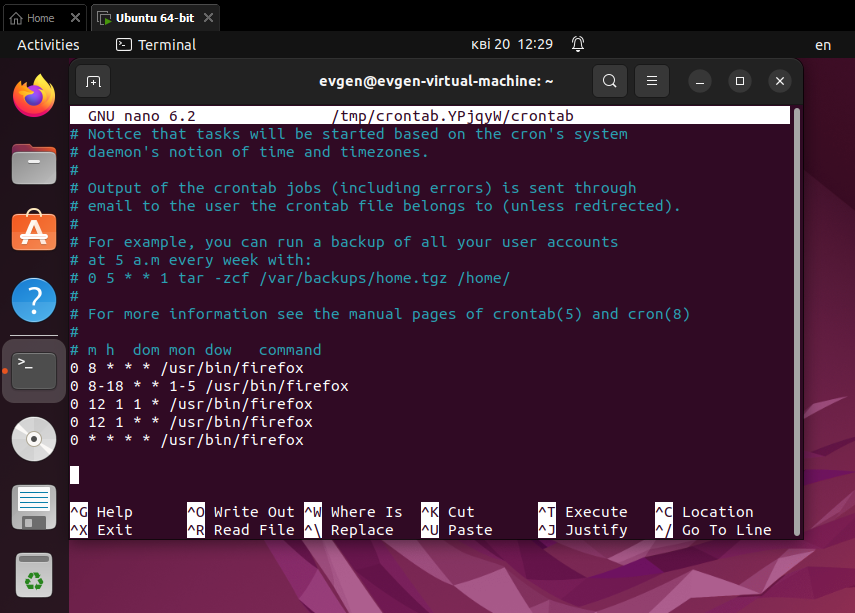 Home
Ubuntu 64-bit
Activities
Terminal
кві 20 12:29
en
evgen@evgen-virtual-machine: ~
GNU nano 6.2 /tmp/crontab.YPjqyW/crontab
# Notice that tasks will be started based on the cron's system
# daemon's notion of time and timezones.
#
# Output of the crontab jobs (including errors) is sent through
# email to the user the crontab file belongs to (unless redirected).
#
# For example, you can run a backup of all your user accounts
# at 5 a.m every week with:
# 0 5 * * 1 tar -zcf /var/backups/home.tgz /home/
#
# For more information see the manual pages of crontab(5) and cron(8)
#
# m h  dom mon dow   command
0 8 * * * /usr/bin/firefox
0 8-18 * * 1-5 /usr/bin/firefox
0 12 1 1 * /usr/bin/firefox
0 12 1 * * /usr/bin/firefox
0 * * * * /usr/bin/firefox
^G Help ^O Write Out ^W Where Is ^K Cut ^T Execute ^C Location
^X Exit ^R Read File ^\ Replace ^U Paste ^J Justify ^/ Go To Line